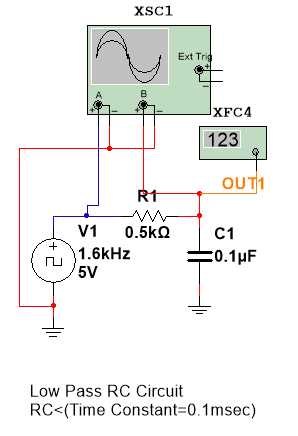 XSC1
Ext Trig
+
−
A
B
+
−
+
−
XFC4
123
OUT1
R1
0.5kΩ
V1
1.6kHz
5V
+
C1
0.1µF
Low Pass RC Circuit
RC<(Time Constant=0.1msec)